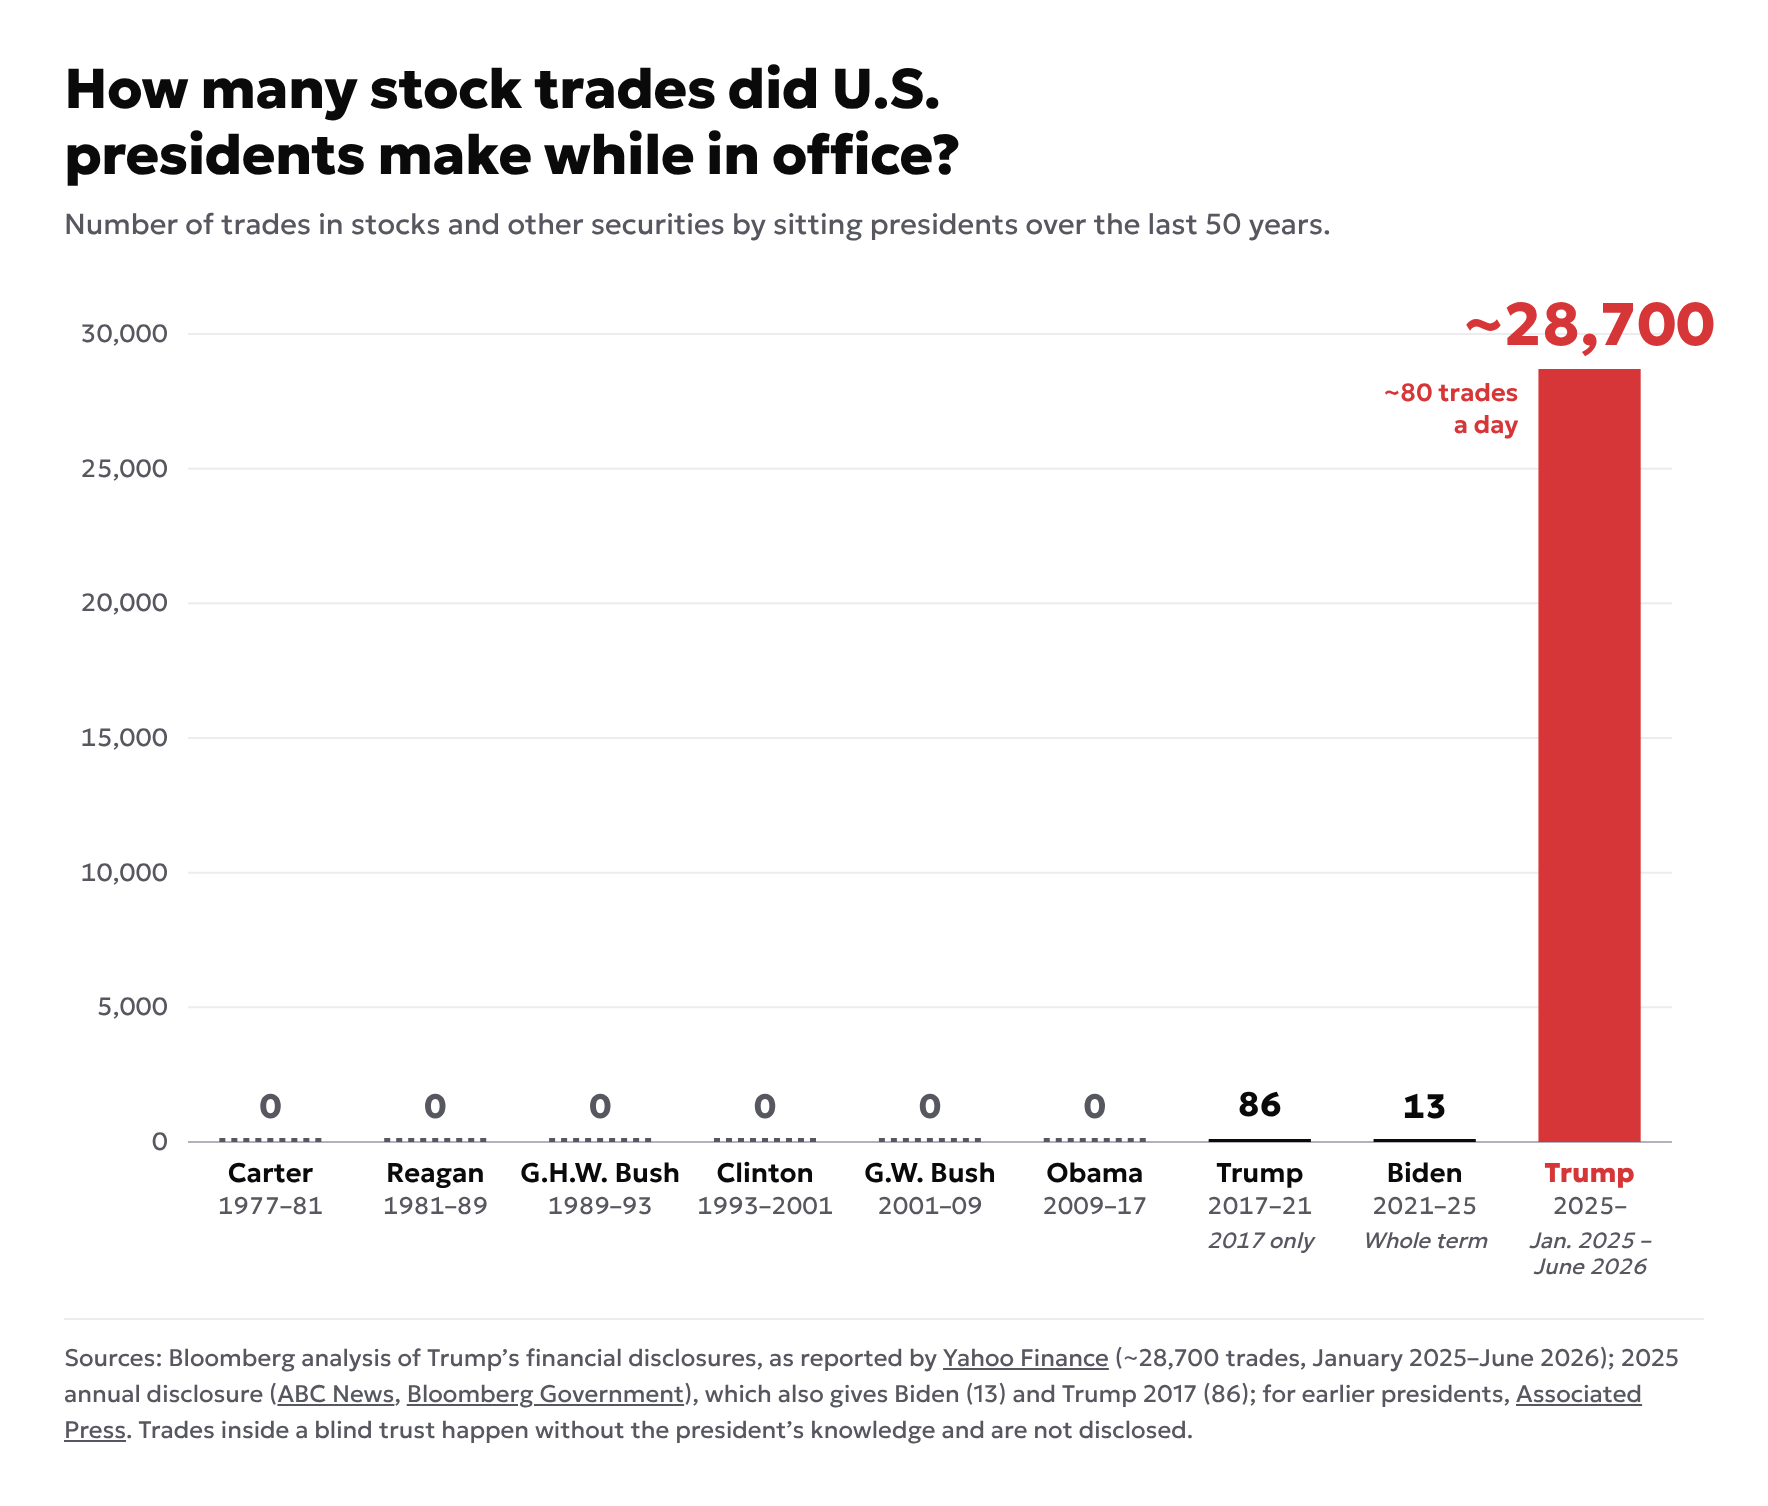 How many stock trades did U.S.
presidents make while in office?
Number of trades in stocks and other securities by sitting presidents over the last 50 years.
~28,700
30,000
~80 trades
a day
25,000
20,000
15,000
10,000
5,000
0 0 0 0 0 0 86 13
0
Carter Reagan G.H.W. Bush Clinton G.W. Bush Obama Trump Biden Trump
1977–81 1981–89 1989–93 1993–2001 2001–09 2009–17 2017–21 2021–25 2025–
2017 only Whole term Jan. 2025 –
June 2026
Sources: Bloomberg analysis of Trump’s financial disclosures, as reported by Yahoo Finance (~28,700 trades, January 2025–June 2026); 2025
annual disclosure (ABC News, Bloomberg Government), which also gives Biden (13) and Trump 2017 (86); for earlier presidents, Associated
Press. Trades inside a blind trust happen without the president’s knowledge and are not disclosed.